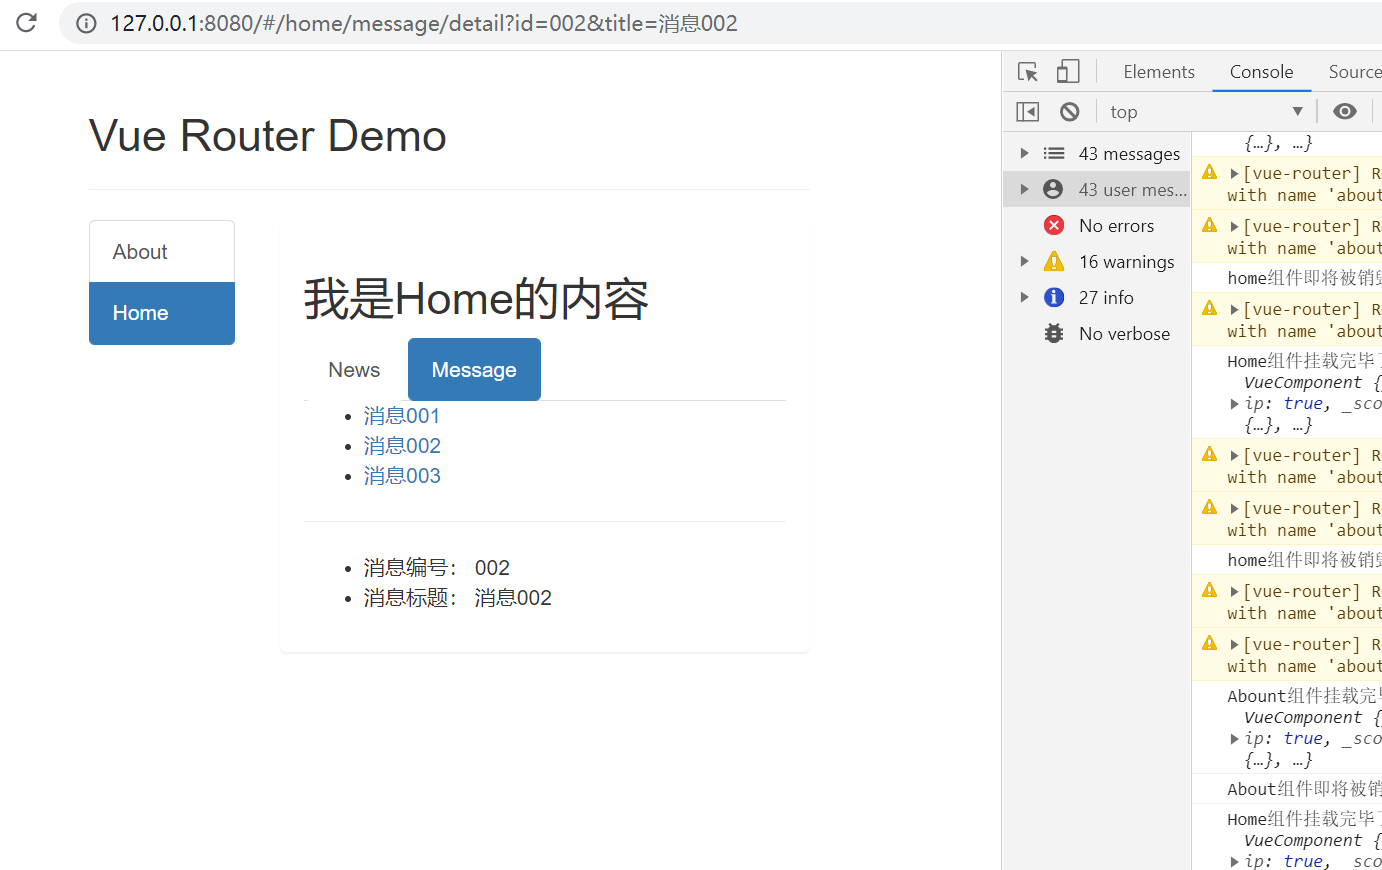 127.0.0.1:8080/#/home/message/detail?id=002&title=消息002
Vue Router Demo
About
Home
我是Home的内容
News
Message
消息001
消息002
消息003
消息编号： 002
消息标题： 消息002
Elements
Console
Source
top
43 messages
43 user mes...
No errors
16 warnings
27 info
No verbose
{…}, …}
[vue-router] R
with name 'about
[vue-router] R
with name 'about
home组件即将被销毁
[vue-router] R
with name 'about
Home组件挂载完毕了
VueComponent {
ip: true, _sco
{…}, …}
[vue-router] R
with name 'about
[vue-router] R
with name 'about
home组件即将被销毁
[vue-router] R
with name 'about
[vue-router] R
with name 'about
Abount组件挂载完毕
VueComponent {
ip: true, _sco
{…}, …}
About组件即将被销
Home组件挂载完毕了
VueComponent {
ip: true, _sco